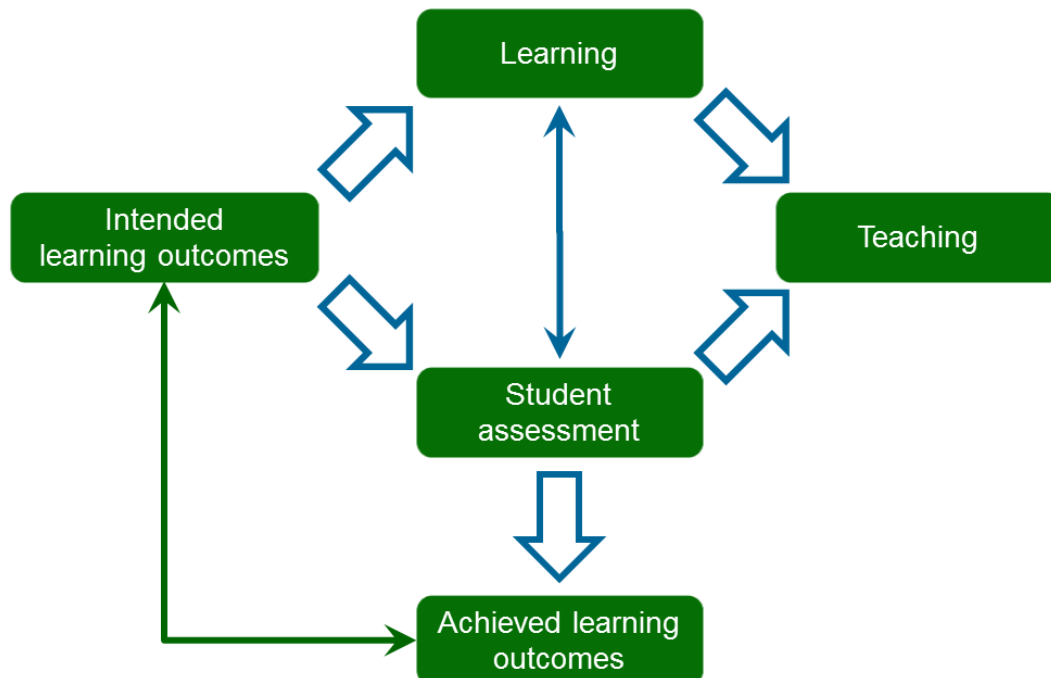 Learning
Intended
learning outcomes
Teaching
Student
assessment
Achieved learning
outcomes